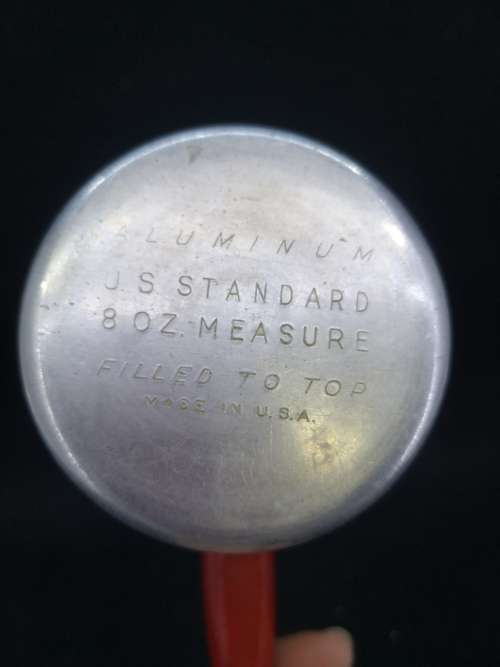 ALUMINUM
U S STANDARD
8 OZ. MEASURE
FILLED TO TOP
MADE IN U.S.A.